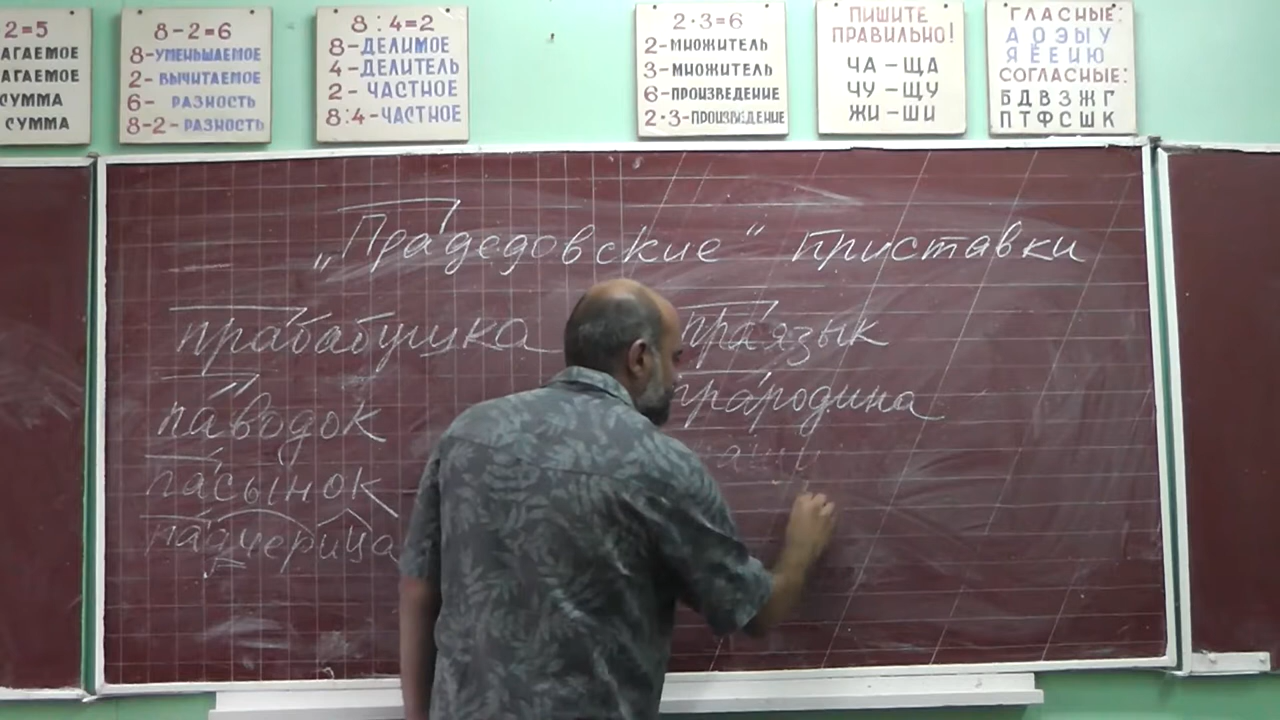 2=5
АГАЕМОЕ
АГАЕМОЕ
СУММА
СУММА
8-2=6
8-УМЕНЬШАЕМОЕ
2-ВЫЧИТАЕМОЕ
6- РАЗНОСТЬ
8-2-РАЗНОСТЬ
8:4=2
8-ДЕЛИМОЕ
4-ДЕЛИТЕЛЬ
2- ЧАСТНОЕ
8:4-ЧАСТНОЕ
2·3=6
2-МНОЖИТЕЛЬ
3-МНОЖИТЕЛЬ
6-ПРОИЗВЕДЕНИЕ
2·3-ПРОИЗВЕДЕНИЕ
ПИШИТЕ
ПРАВИЛЬНО!
ЧА-ЩА
ЧУ-ЩУ
ЖИ-ШИ
ГЛАСНЫЕ:
А О Э Ы У
Я Ё Е И Ю
СОГЛАСНЫЕ:
Б Д В З Ж Г
П Т Ф С Ш К
„Прадедовские“ приставки
прабабушка
паводок
пасынок
падчерица
праязык
прародина